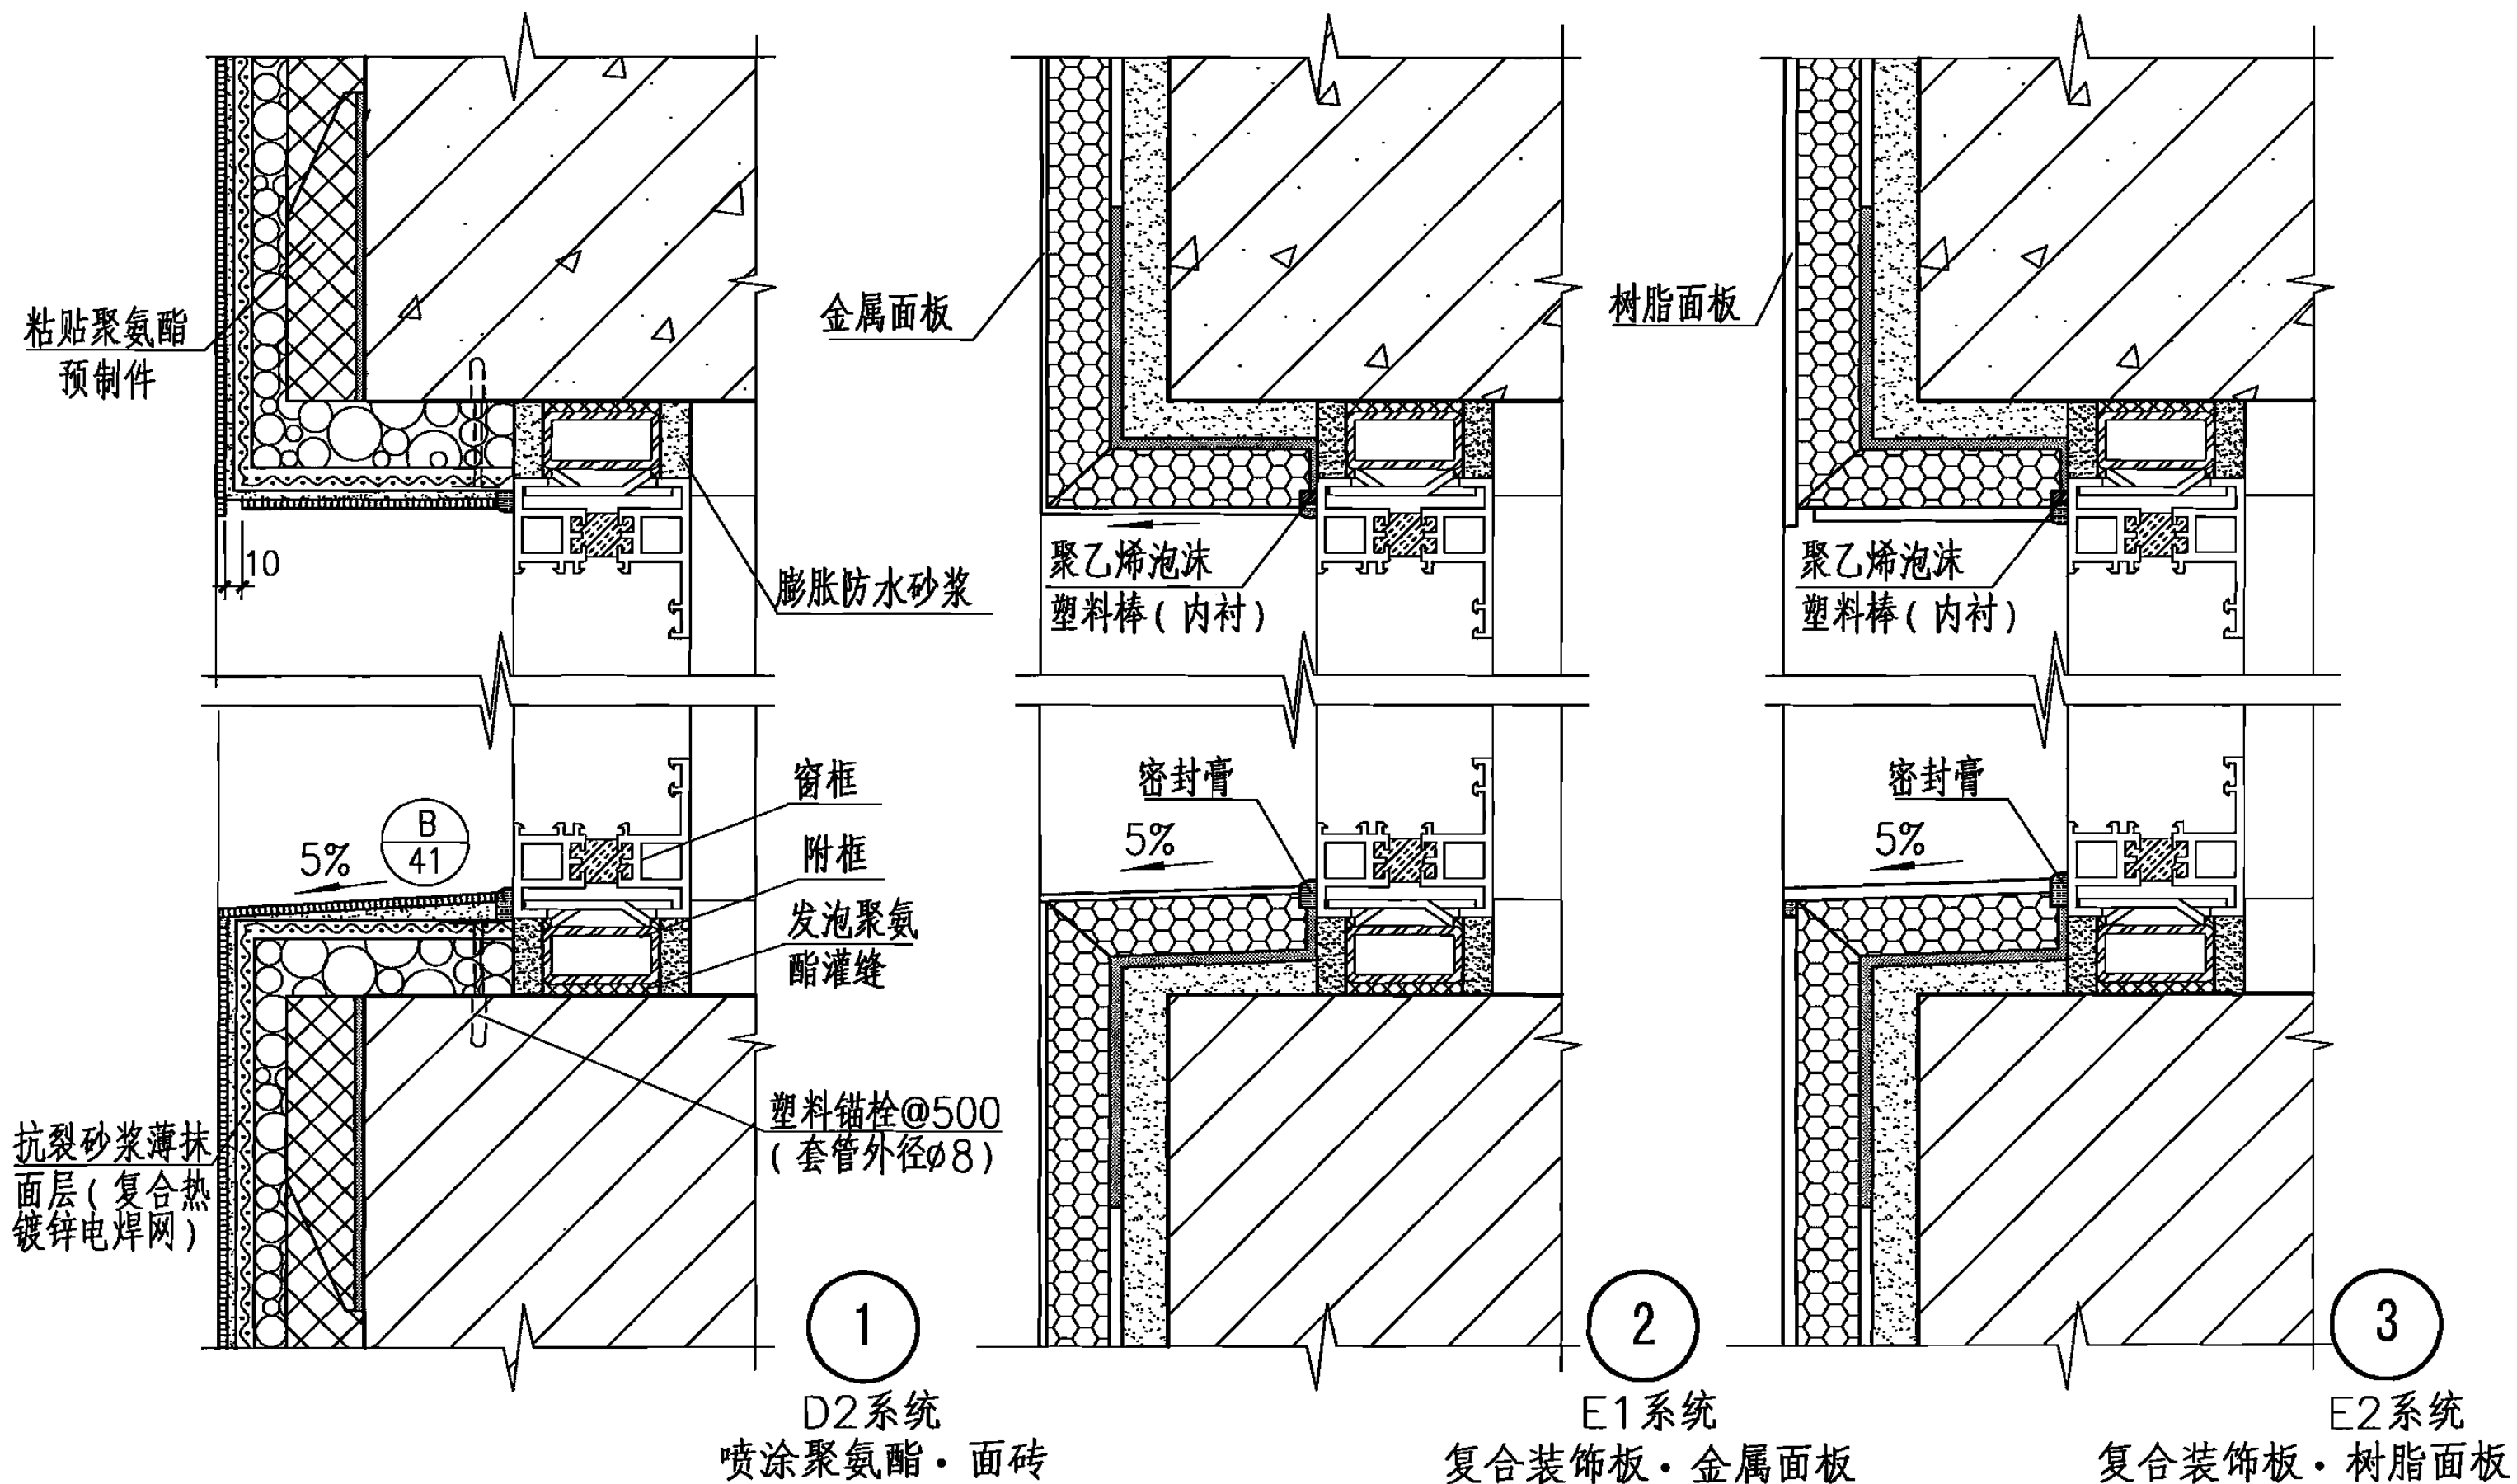 粘贴聚氨酯
预制件
10
膨胀防水砂浆
金属面板
聚乙烯泡沫
塑料棒(内衬)
树脂面板
聚乙烯泡沫
塑料棒(内衬)
B
41
5%
窗框
附框
发泡聚氨
酯灌缝
塑料锚栓@500
(套管外径ø8)
抗裂砂浆薄抹
面层(复合热
镀锌电焊网)
密封膏
5%
密封膏
5%
1
D2系统
喷涂聚氨酯·面砖
2
E1系统
复合装饰板·金属面板
3
E2系统
复合装饰板·树脂面板